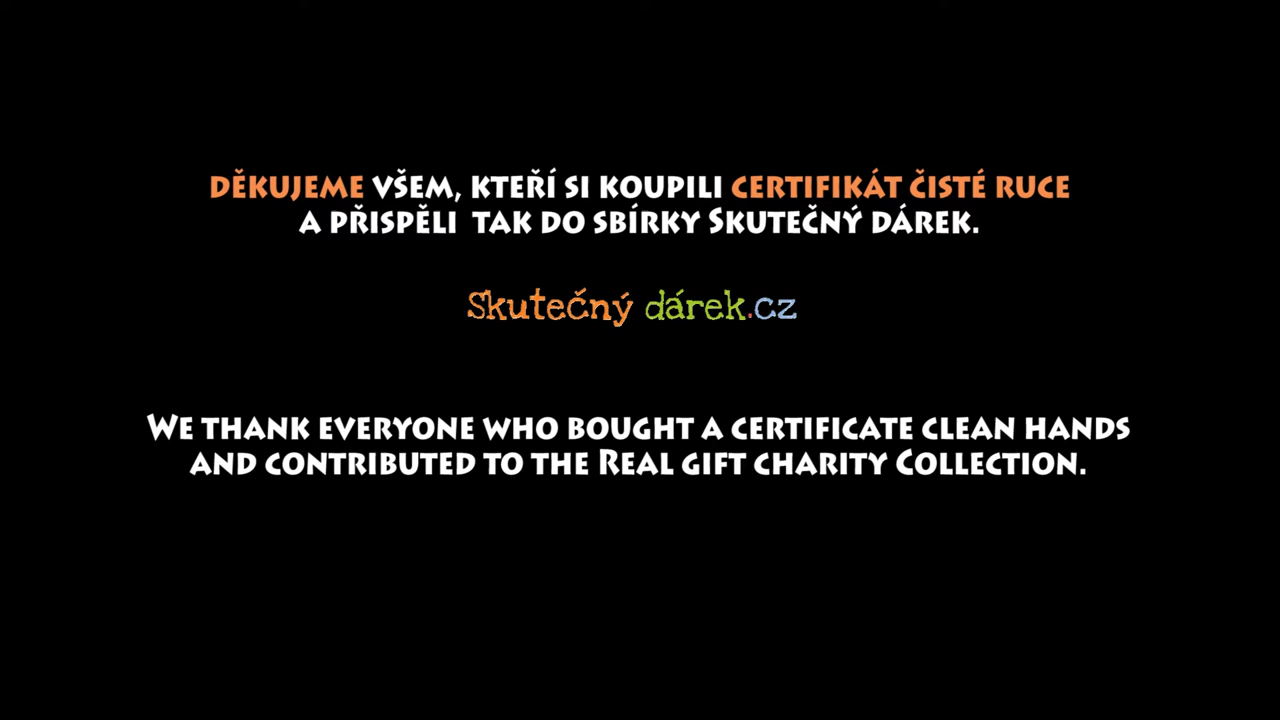 DĚKUJEME VŠEM, KTEŘÍ SI KOUPILI CERTIFIKÁT ČISTÉ RUCE
A PŘISPĚLI TAK DO SBÍRKY SKUTEČNÝ DÁREK.
Skutečný dárek.cz
WE THANK EVERYONE WHO BOUGHT A CERTIFICATE CLEAN HANDS
AND CONTRIBUTED TO THE REAL GIFT CHARITY COLLECTION.